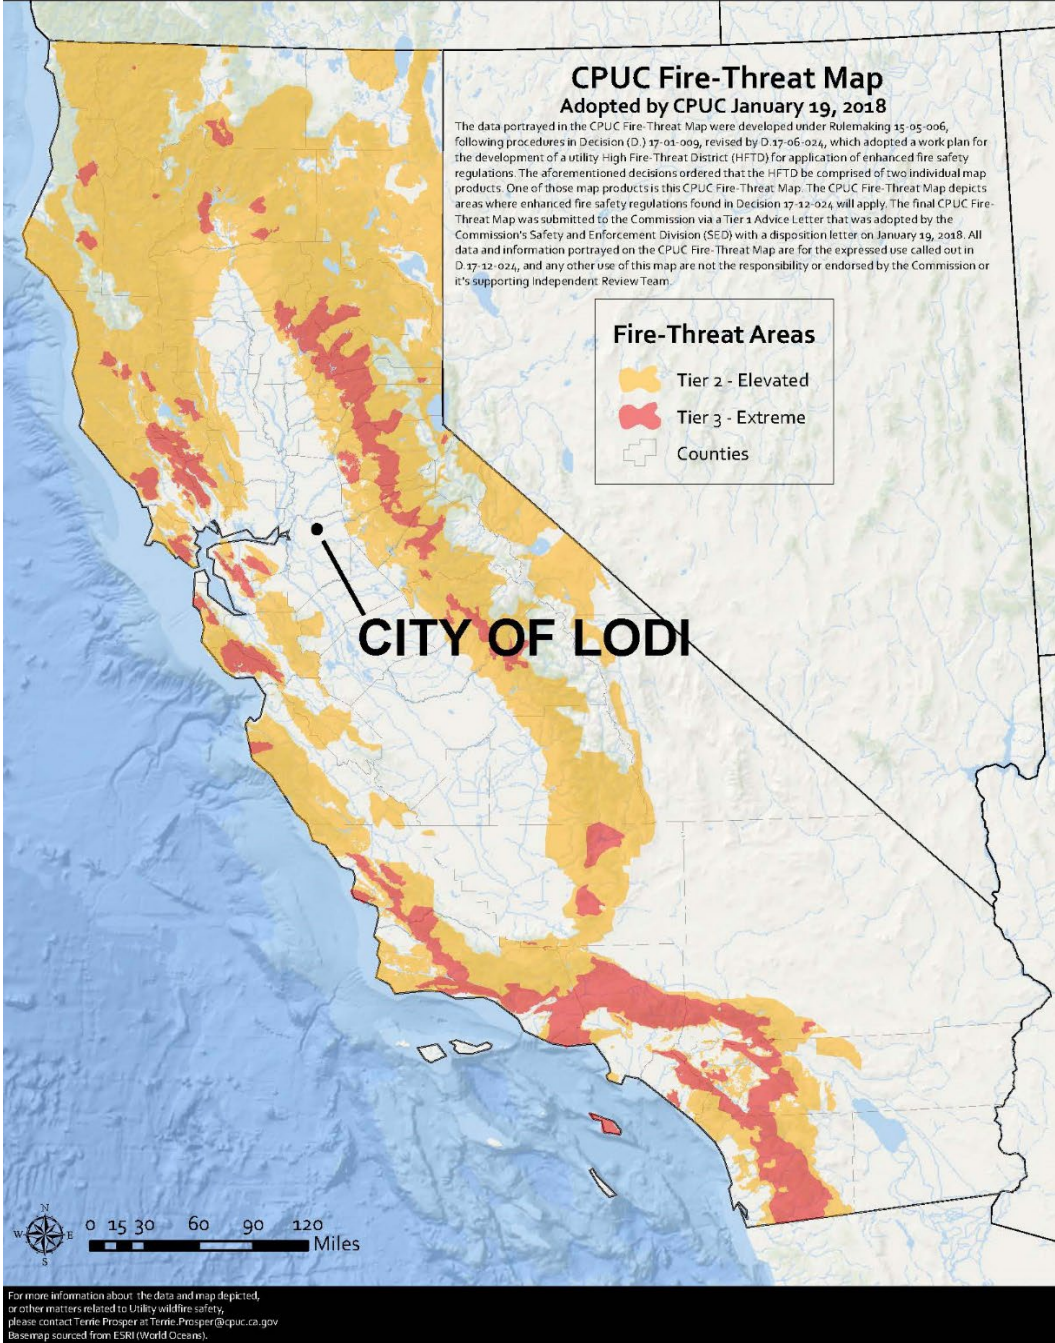 CPUC Fire-Threat Map
Adopted by CPUC January 19, 2018
The data portrayed in the CPUC Fire-Threat Map were developed under Rulemaking 15-05-006,
following procedures in Decision (D.) 17-01-009, revised by D.17-06-024, which adopted a work plan for
the development of a utility High Fire-Threat District (HFTD) for application of enhanced fire safety
regulations. The aforementioned decisions ordered that the HFTD be comprised of two individual map
products. One of those map products is this CPUC Fire-Threat Map. The CPUC Fire-Threat Map depicts
areas where enhanced fire safety regulations found in Decision 17-12-024 will apply. The final CPUC Fire-
Threat Map was submitted to the Commission via a Tier 1 Advice Letter that was adopted by the
Commission's Safety and Enforcement Division (SED) with a disposition letter on January 19, 2018. All
data and information portrayed on the CPUC Fire-Threat Map are for the expressed use called out in
D.17-12-024, and any other use of this map are not the responsibility or endorsed by the Commission or
it's supporting Independent Review Team.
Fire-Threat Areas
Tier 2 - Elevated
Tier 3 - Extreme
Counties
CITY OF LODI
N
W E
S
0 15 30 60 90 120
Miles
For more information about the data and map depicted,
or other matters related to Utility wildfire safety,
please contact Terrie Prosper at Terrie.Prosper@cpuc.ca.gov
Basemap sourced from ESRI (World Oceans).